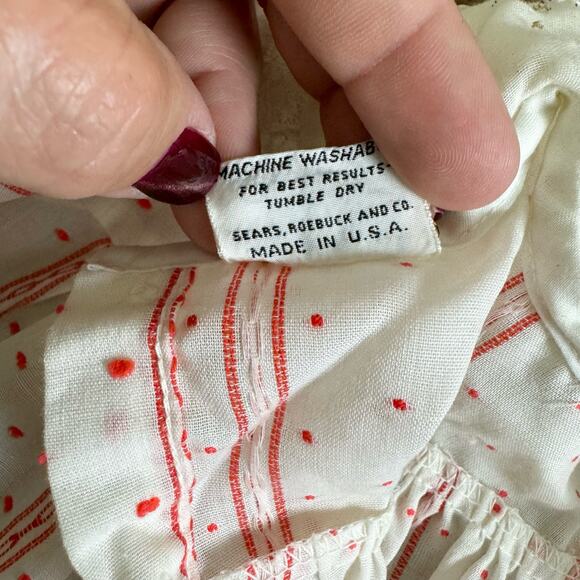 MACHINE WASHAB
FOR BEST RESULTS-
TUMBLE DRY
SEARS, ROEBUCK AND CO.
MADE IN U.S.A.